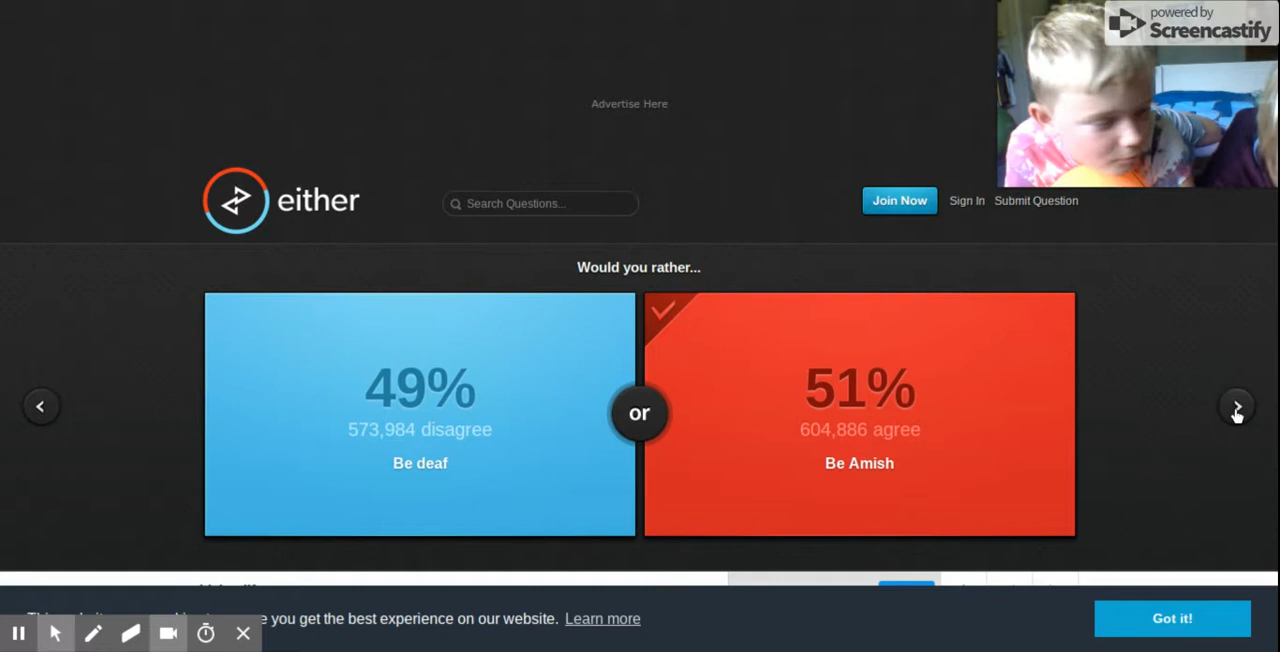 powered by
Screencastify
Advertise Here
either
Search Questions...
Join Now
Sign In
Submit Question
Would you rather...
49%
573,984 disagree
Be deaf
or
51%
604,886 agree
Be Amish
you get the best experience on our website. Learn more
Got it!